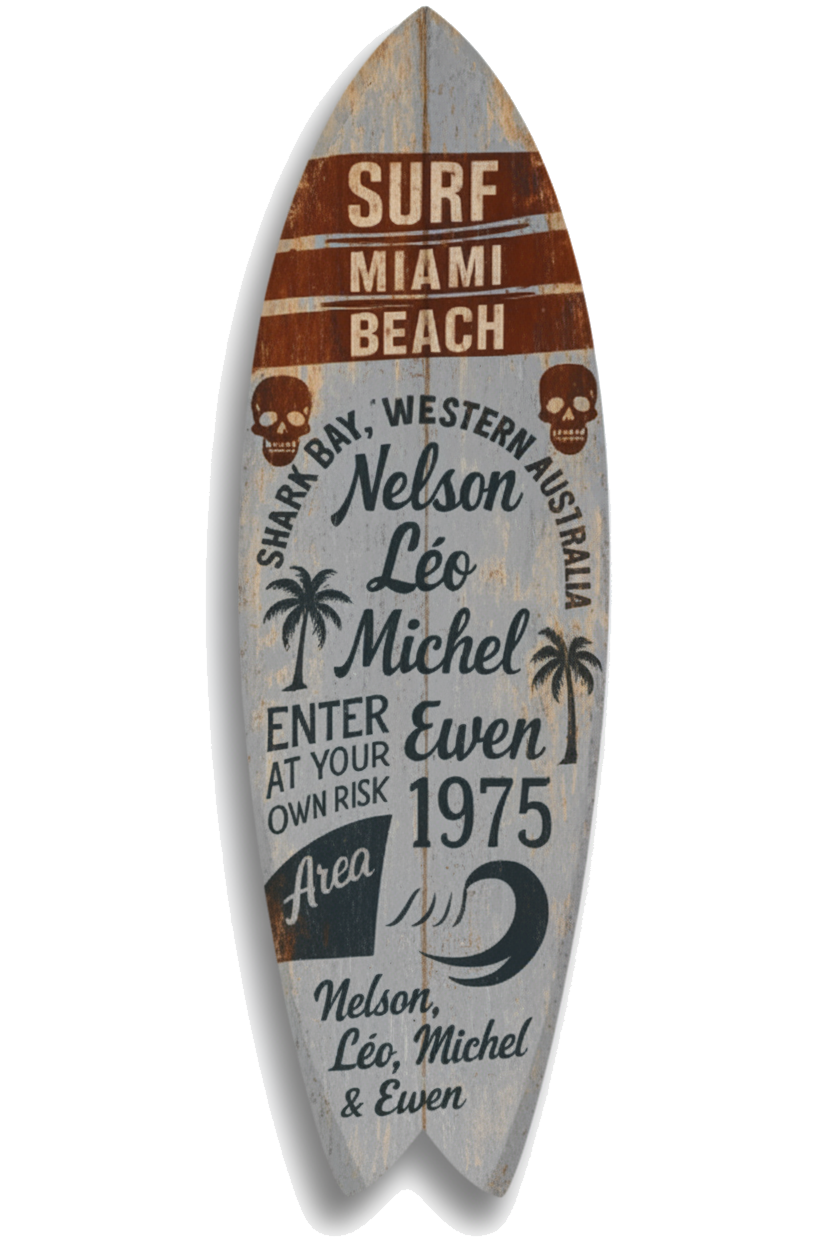 SURF
MIAMI
BEACH
SHARK BAY, WESTERN AUSTRALIA
Nelson
Léo
Michel
Ewen
ENTER
AT YOUR
OWN RISK
1975
Area
Nelson,
Léo, Michel
& Ewen